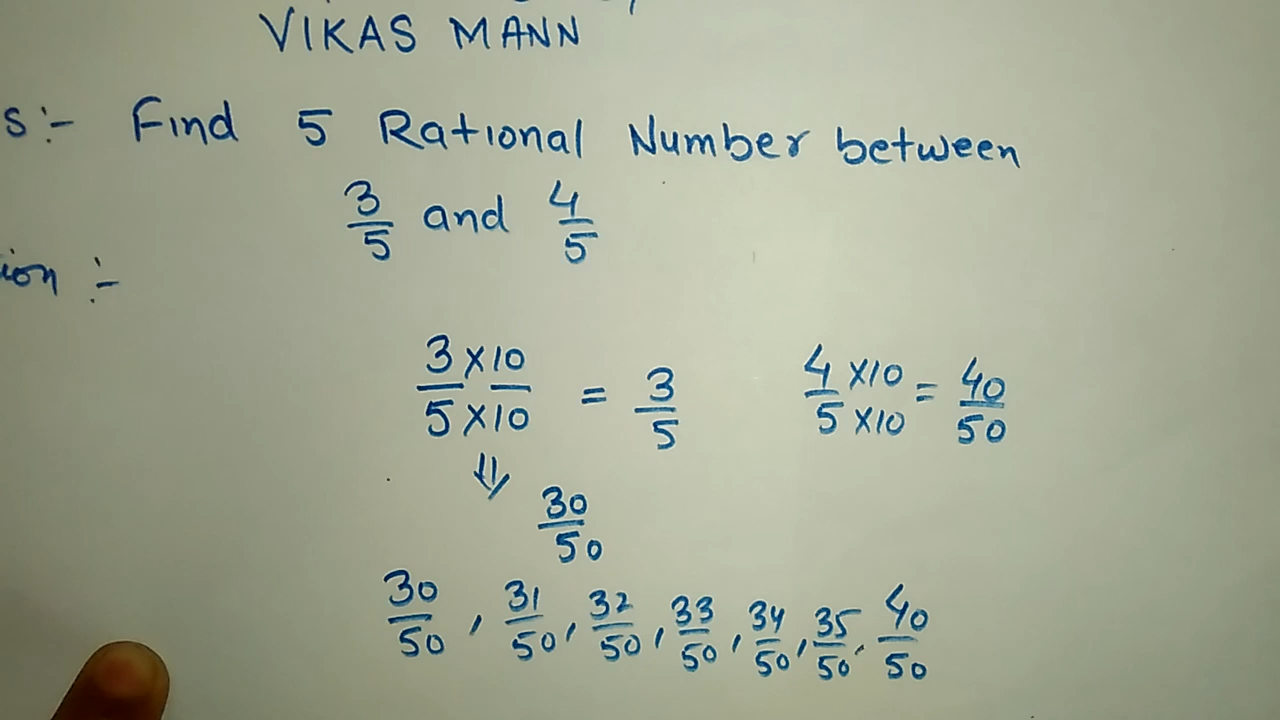 VIKAS MANN
s:- Find 5 Rational Number between
3/5 and 4/5
ion :-
3×10/5×10 = 3/5 4×10/5×10 = 40/50
⇓
30/50
30/50, 31/50, 32/50, 33/50, 34/50, 35/50, 40/50